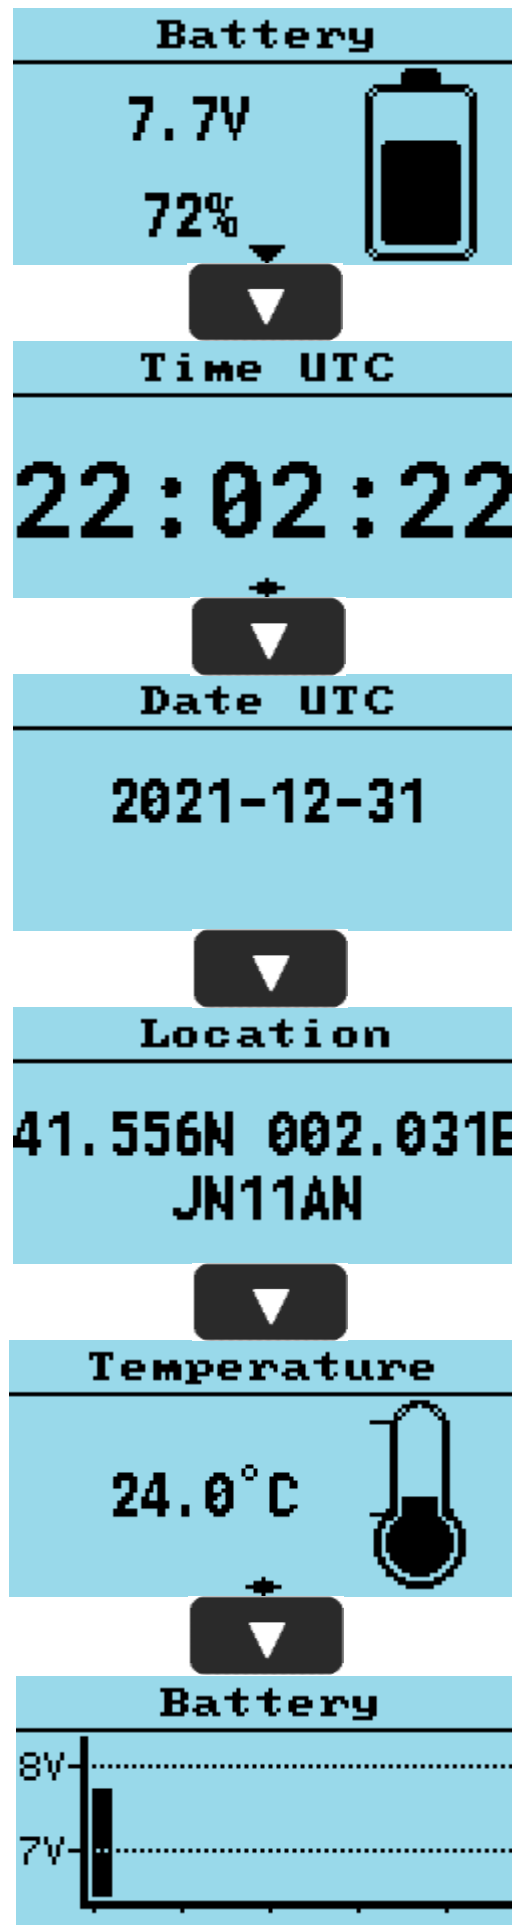 Battery
7.7V
72%
Time UTC
22:02:22
Date UTC
2021-12-31
Location
41.556N 002.031E
JN11AN
Temperature
24.0°C
Battery
8V
7V